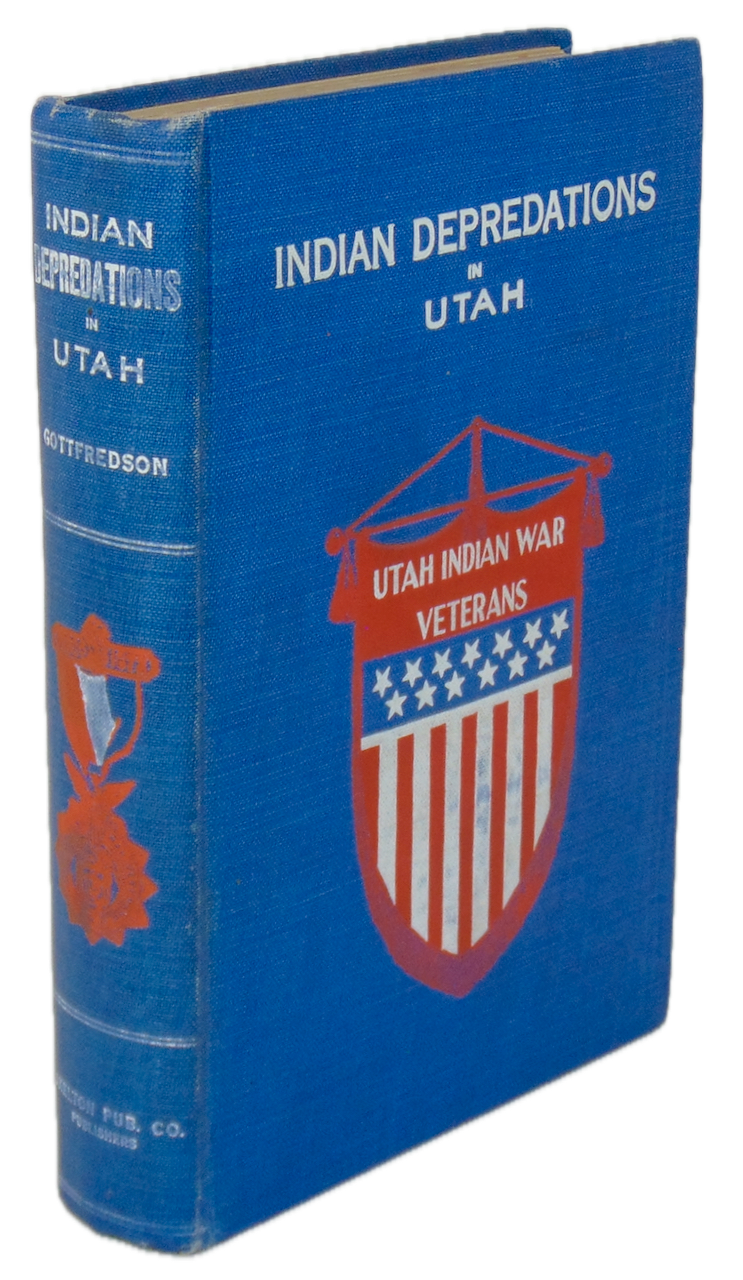 INDIAN
DEPREDATIONS
IN
UTAH
GOTTFREDSON
PUB. CO.
PUBLISHERS
INDIAN DEPREDATIONS
IN
UTAH
UTAH INDIAN WAR
VETERANS